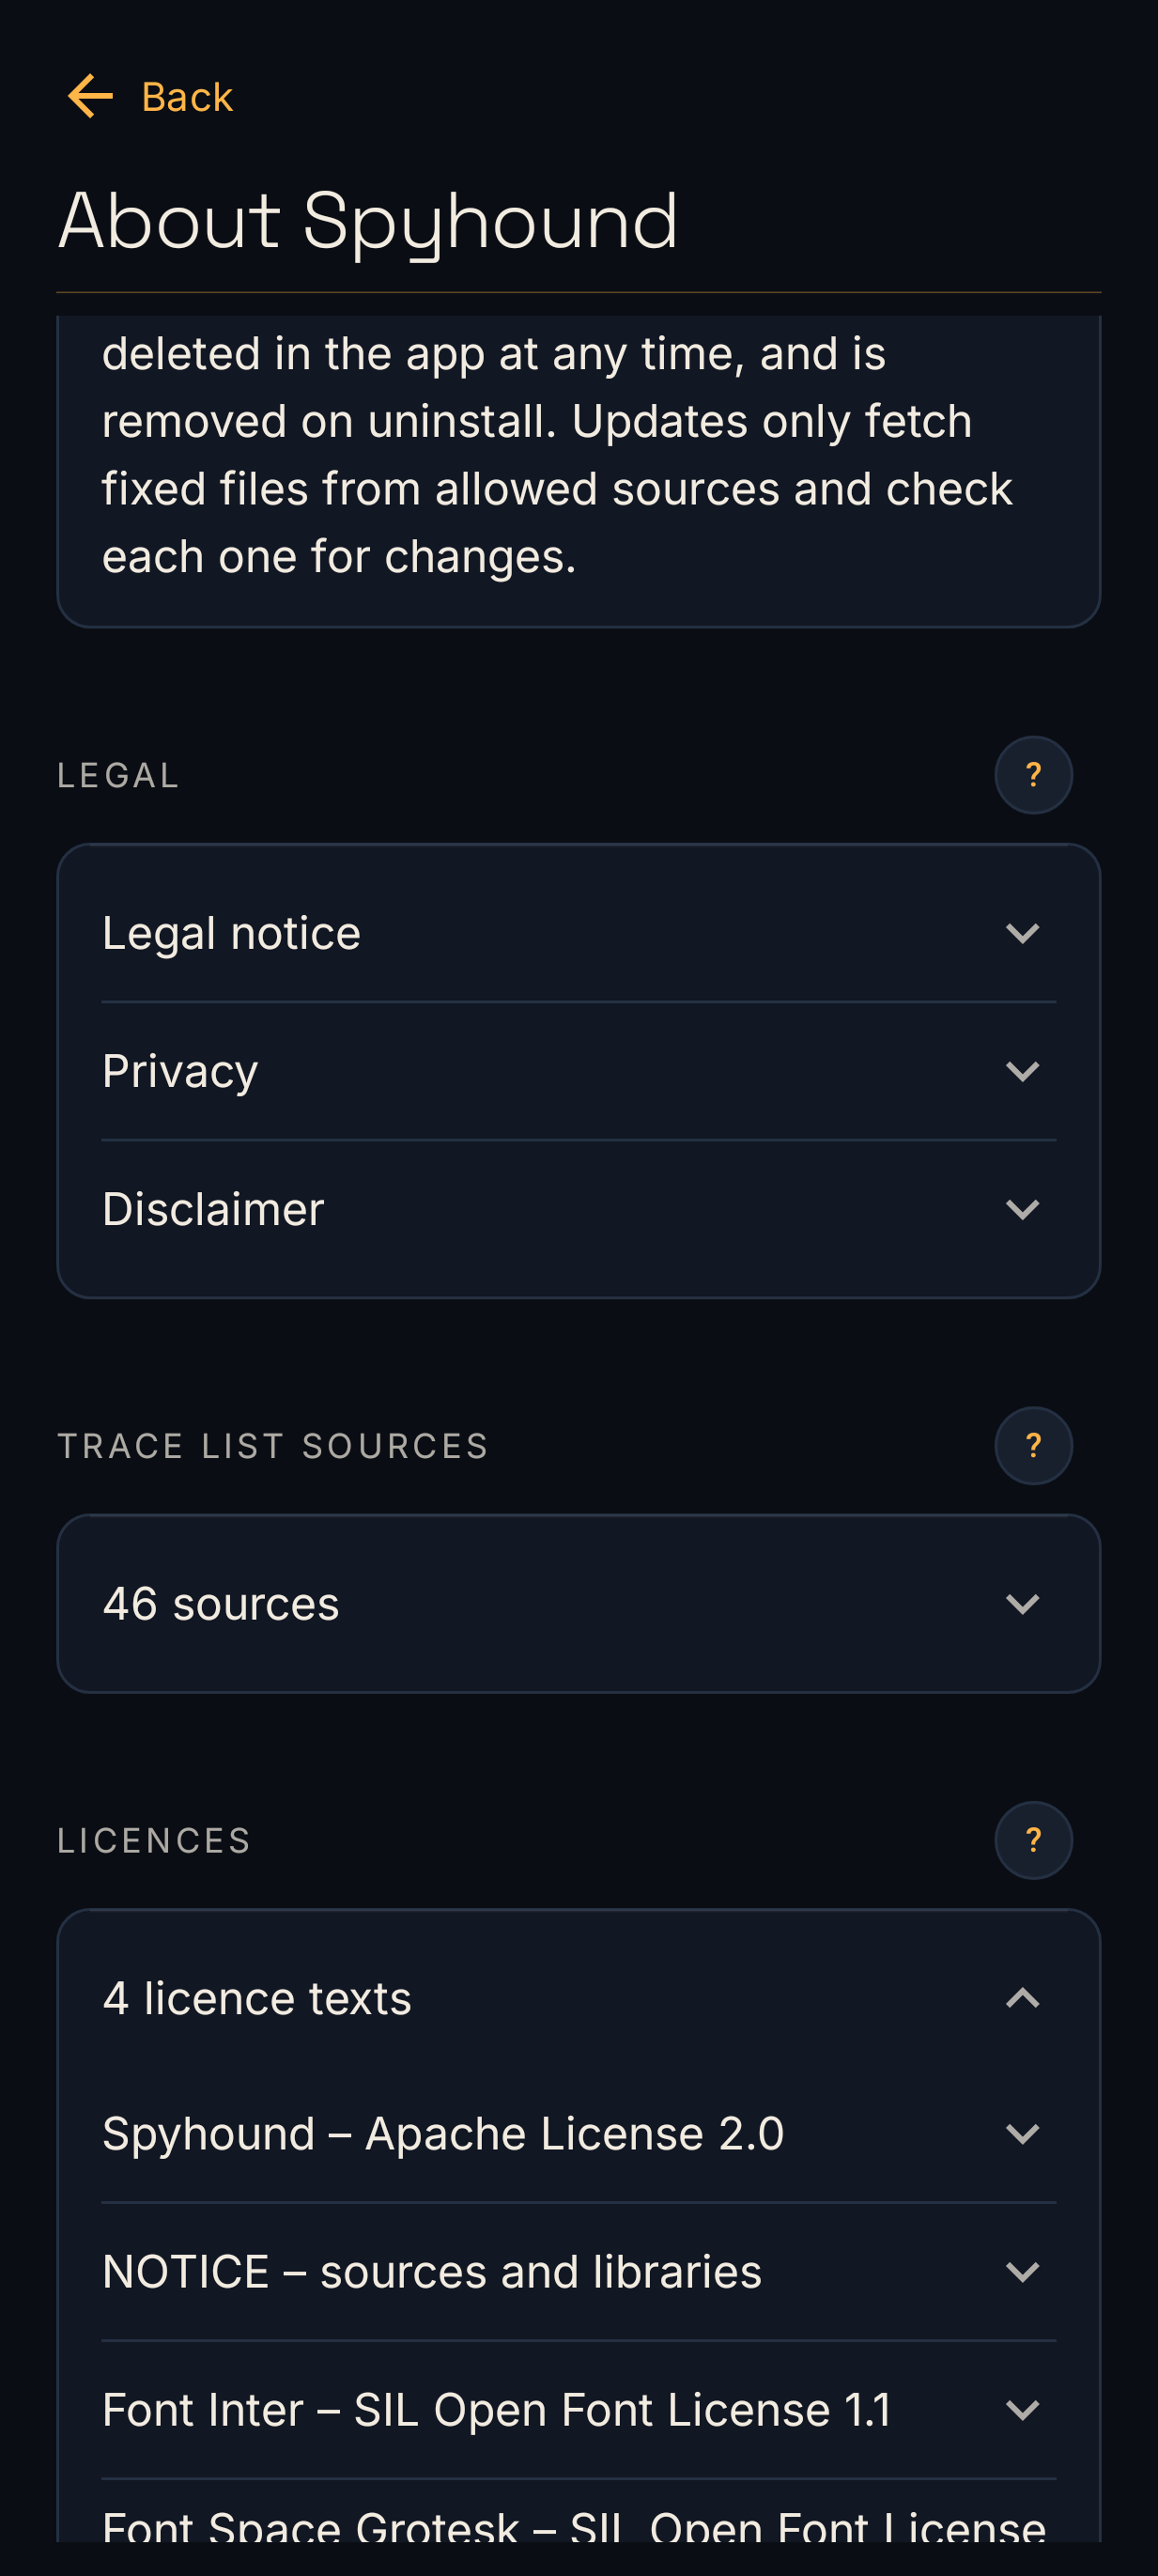 Back
About Spyhound
deleted in the app at any time, and is
removed on uninstall. Updates only fetch
fixed files from allowed sources and check
each one for changes.
LEGAL
?
Legal notice
Privacy
Disclaimer
TRACE LIST SOURCES
?
46 sources
LICENCES
?
4 licence texts
Spyhound – Apache License 2.0
NOTICE – sources and libraries
Font Inter – SIL Open Font License 1.1
Font Space Grotesk – SIL Open Font License